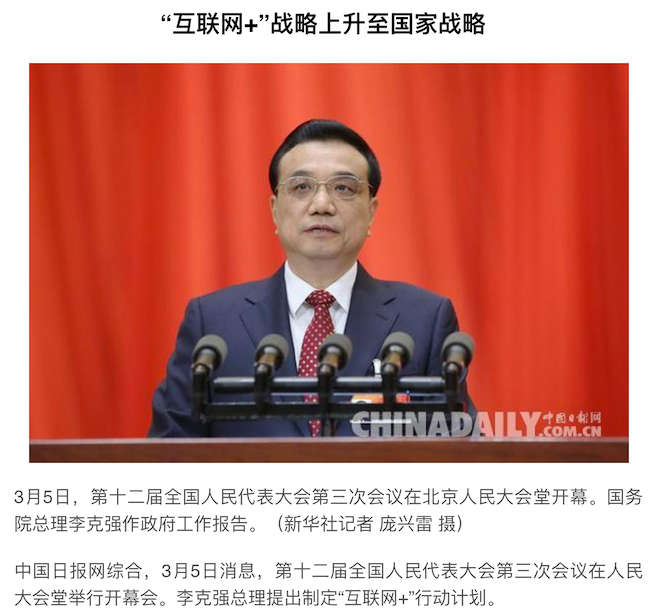 “互联网+”战略上升至国家战略
CHINADAILY 中国日报网
.COM.CN
3月5日，第十二届全国人民代表大会第三次会议在北京人民大会堂开幕。国务
院总理李克强作政府工作报告。（新华社记者 庞兴雷 摄）
中国日报网综合，3月5日消息，第十二届全国人民代表大会第三次会议在人民
大会堂举行开幕会。李克强总理提出制定“互联网+”行动计划。